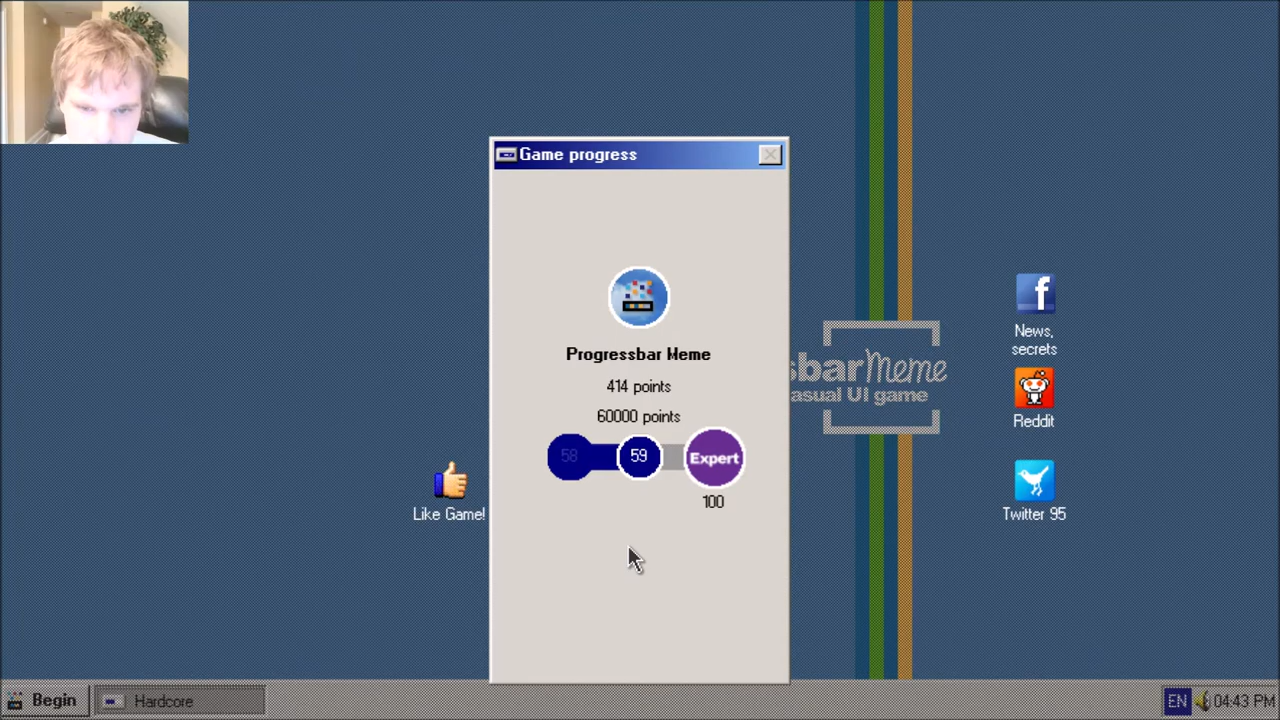 Game progress
Progressbar Meme
414 points
60000 points
58
59
Expert
100
sbarMeme
asual UI game
News,
secrets
Reddit
Twitter 95
Like Game!
Begin
Hardcore
EN
04:43 PM